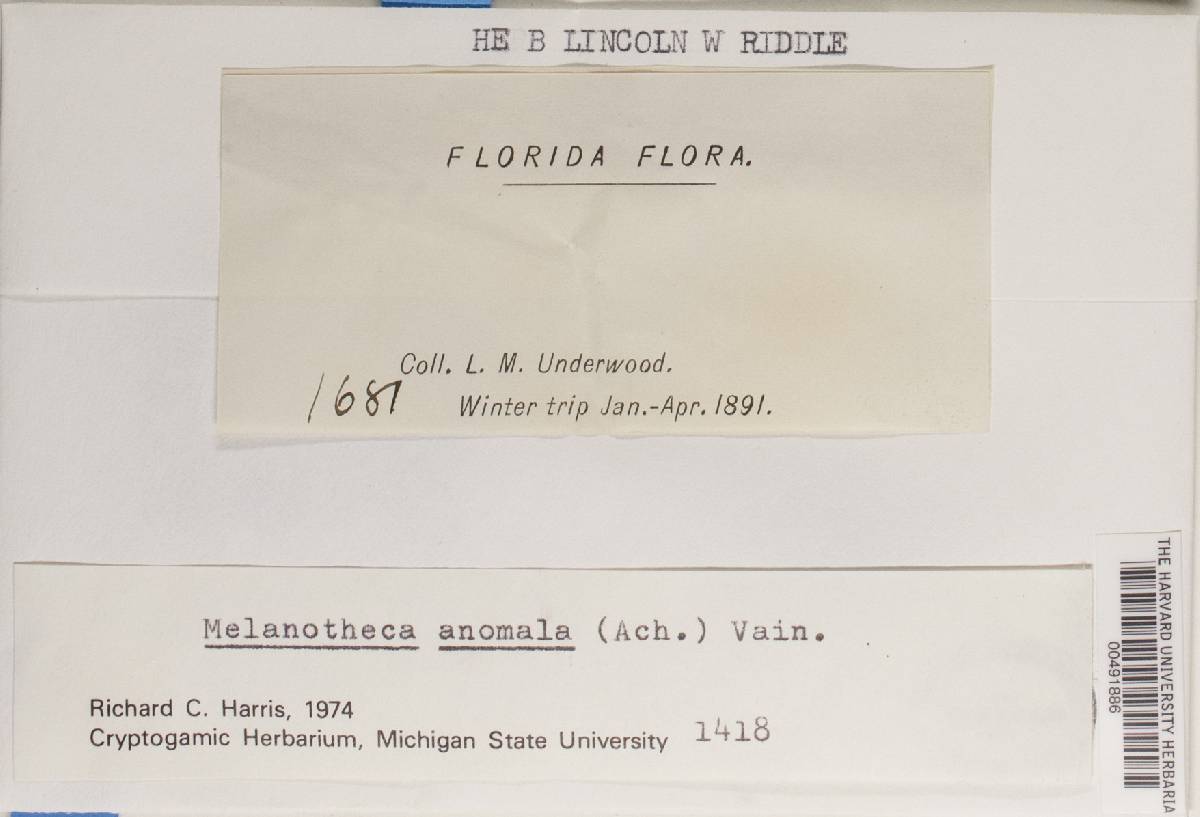 HE B LINCOLN W RIDDLE
FLORIDA FLORA.
Coll. L. M. Underwood.
1687 Winter trip Jan.-Apr. 1891.
Melanotheca anomala (Ach.) Vain.
Richard C. Harris, 1974
Cryptogamic Herbarium, Michigan State University 1418
THE HARVARD UNIVERSITY HERBARIA
00491886